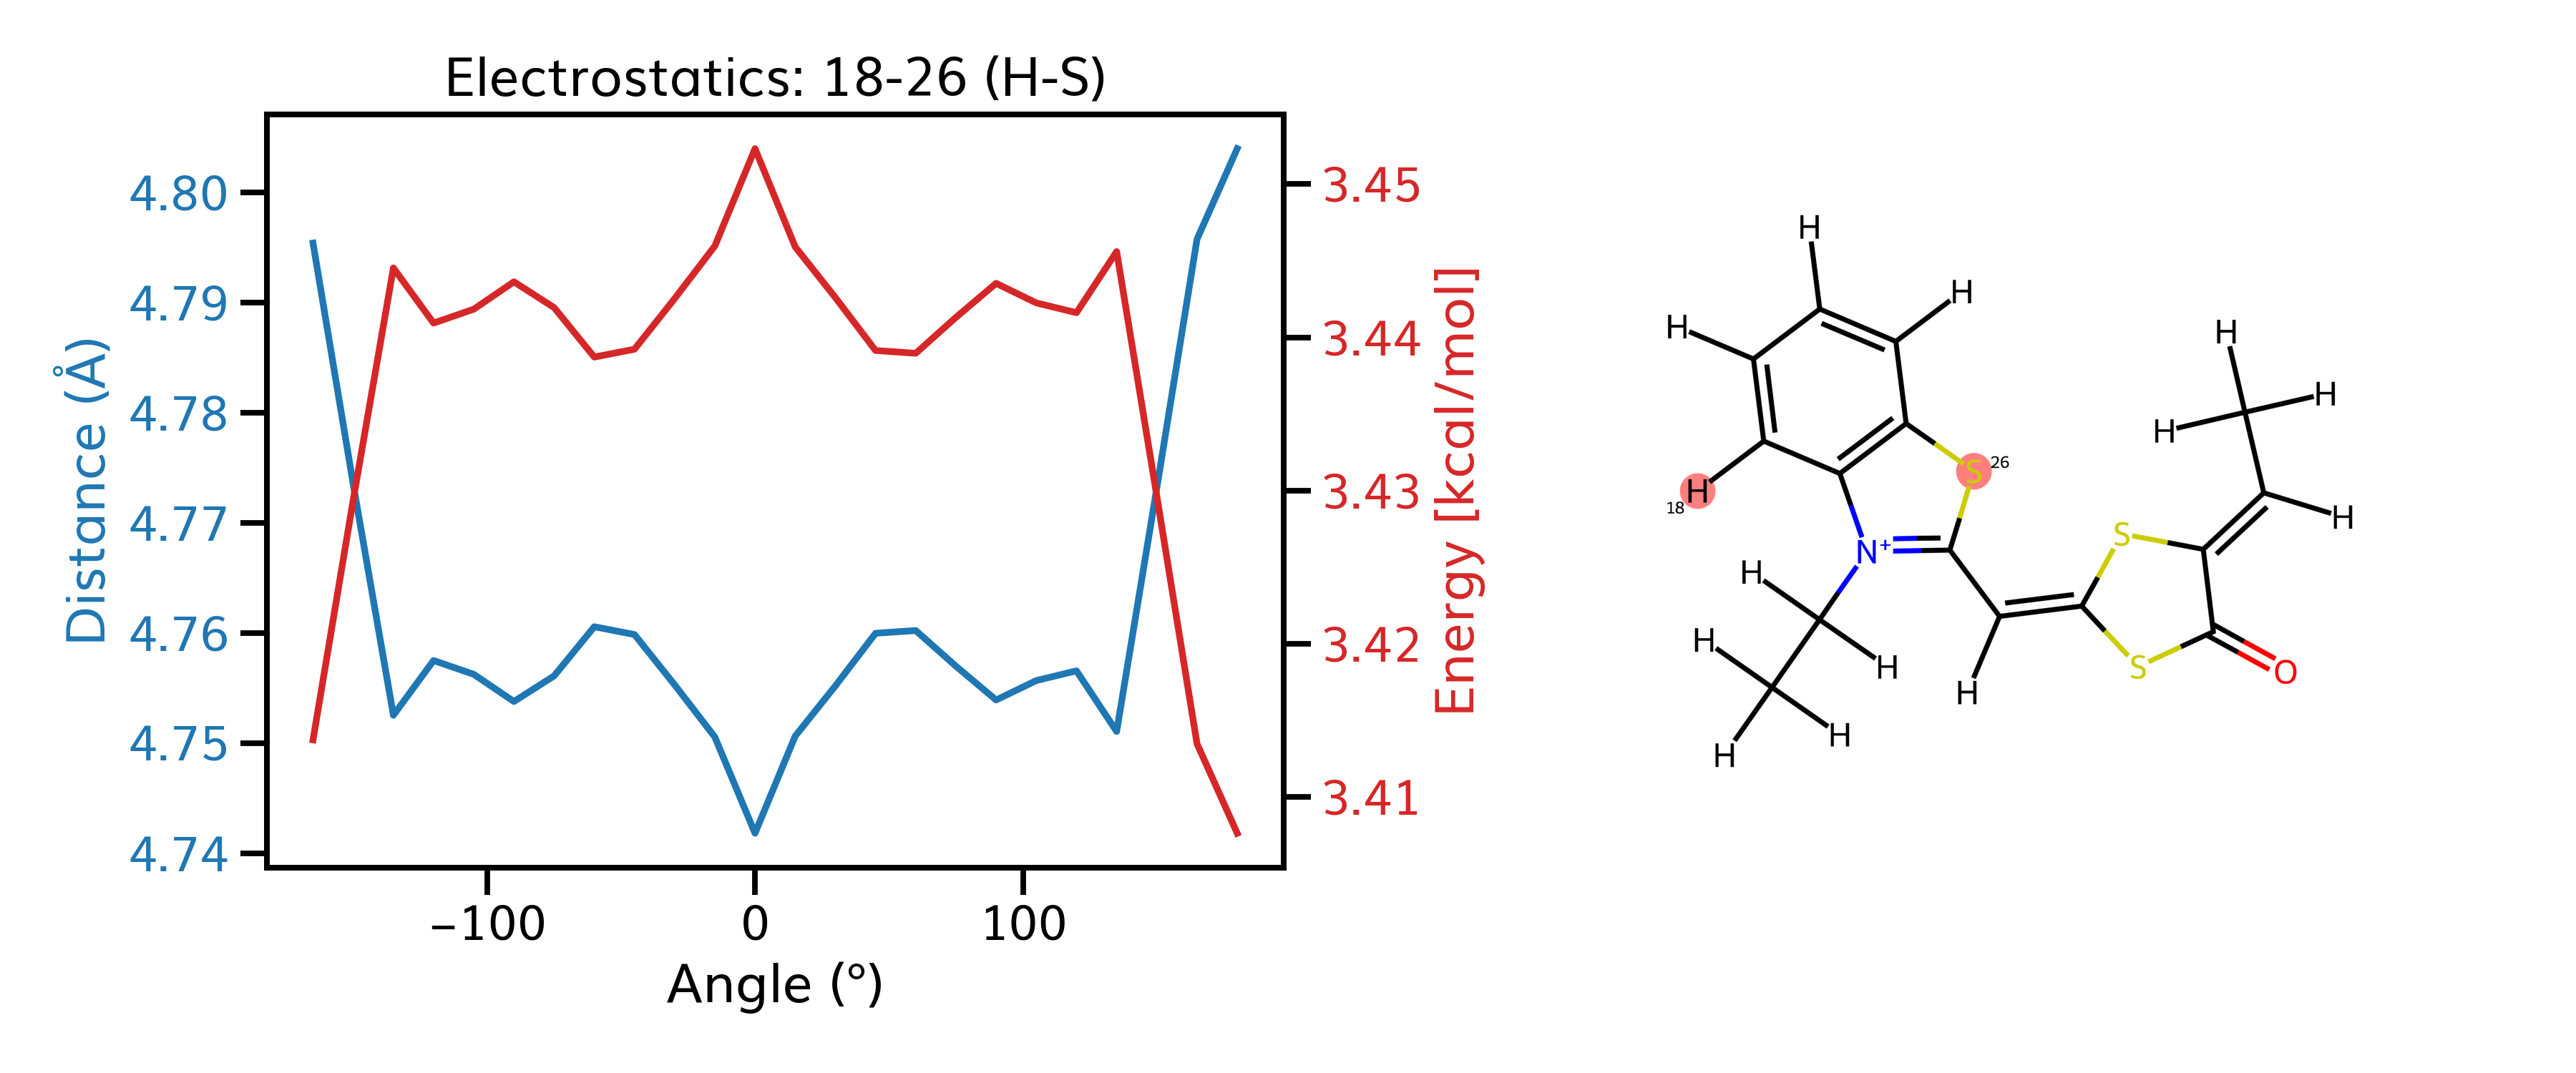 Electrostatics: 18-26 (H-S)
4.80
4.79
4.78
4.77
4.76
4.75
4.74
Distance (Å)
3.45
3.44
3.43
3.42
3.41
Energy [kcal/mol]
−100
0
100
Angle (°)
H
H
H
H
18
S
26
N+
H
H
H
H
H
H
H
S
S
O
H
H
H
H